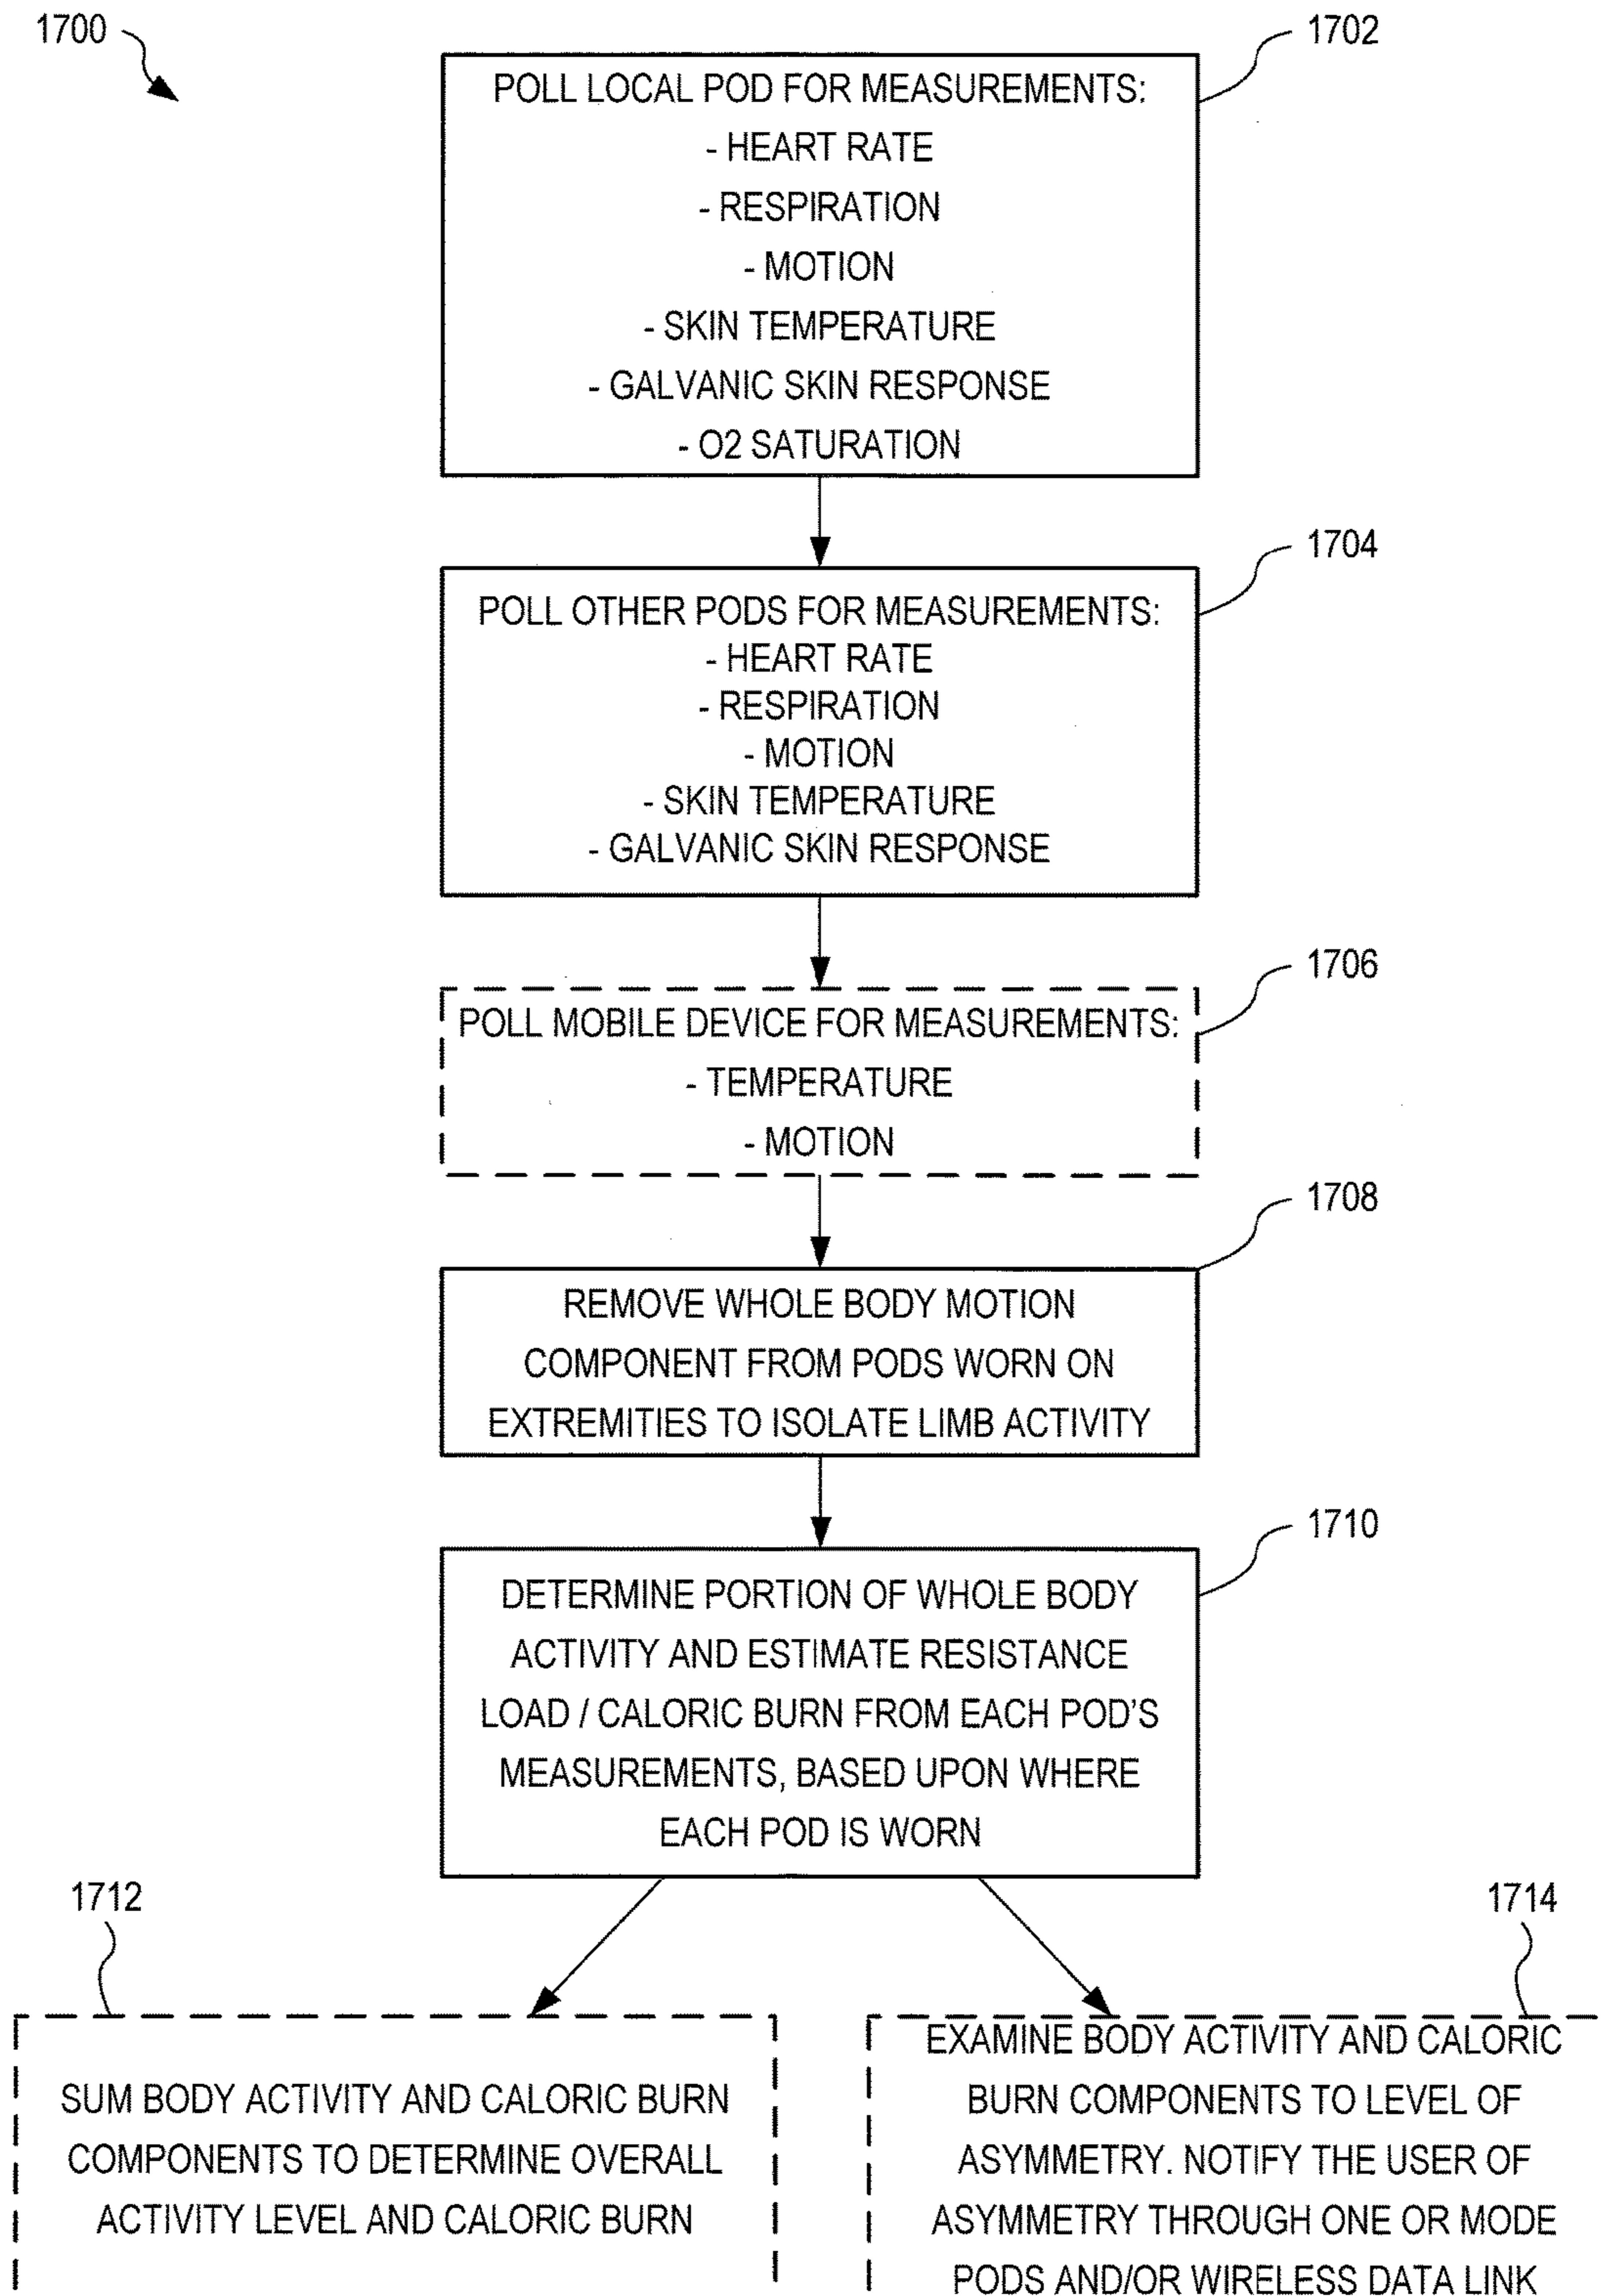 1700
1702
POLL LOCAL POD FOR MEASUREMENTS:
- HEART RATE
- RESPIRATION
- MOTION
- SKIN TEMPERATURE
- GALVANIC SKIN RESPONSE
- O2 SATURATION
1704
POLL OTHER PODS FOR MEASUREMENTS:
- HEART RATE
- RESPIRATION
- MOTION
- SKIN TEMPERATURE
- GALVANIC SKIN RESPONSE
1706
POLL MOBILE DEVICE FOR MEASUREMENTS:
- TEMPERATURE
- MOTION
1708
REMOVE WHOLE BODY MOTION
COMPONENT FROM PODS WORN ON
EXTREMITIES TO ISOLATE LIMB ACTIVITY
1710
DETERMINE PORTION OF WHOLE BODY
ACTIVITY AND ESTIMATE RESISTANCE
LOAD / CALORIC BURN FROM EACH POD'S
MEASUREMENTS, BASED UPON WHERE
EACH POD IS WORN
1712
SUM BODY ACTIVITY AND CALORIC BURN
COMPONENTS TO DETERMINE OVERALL
ACTIVITY LEVEL AND CALORIC BURN
1714
EXAMINE BODY ACTIVITY AND CALORIC
BURN COMPONENTS TO LEVEL OF
ASYMMETRY. NOTIFY THE USER OF
ASYMMETRY THROUGH ONE OR MODE
PODS AND/OR WIRELESS DATA LINK